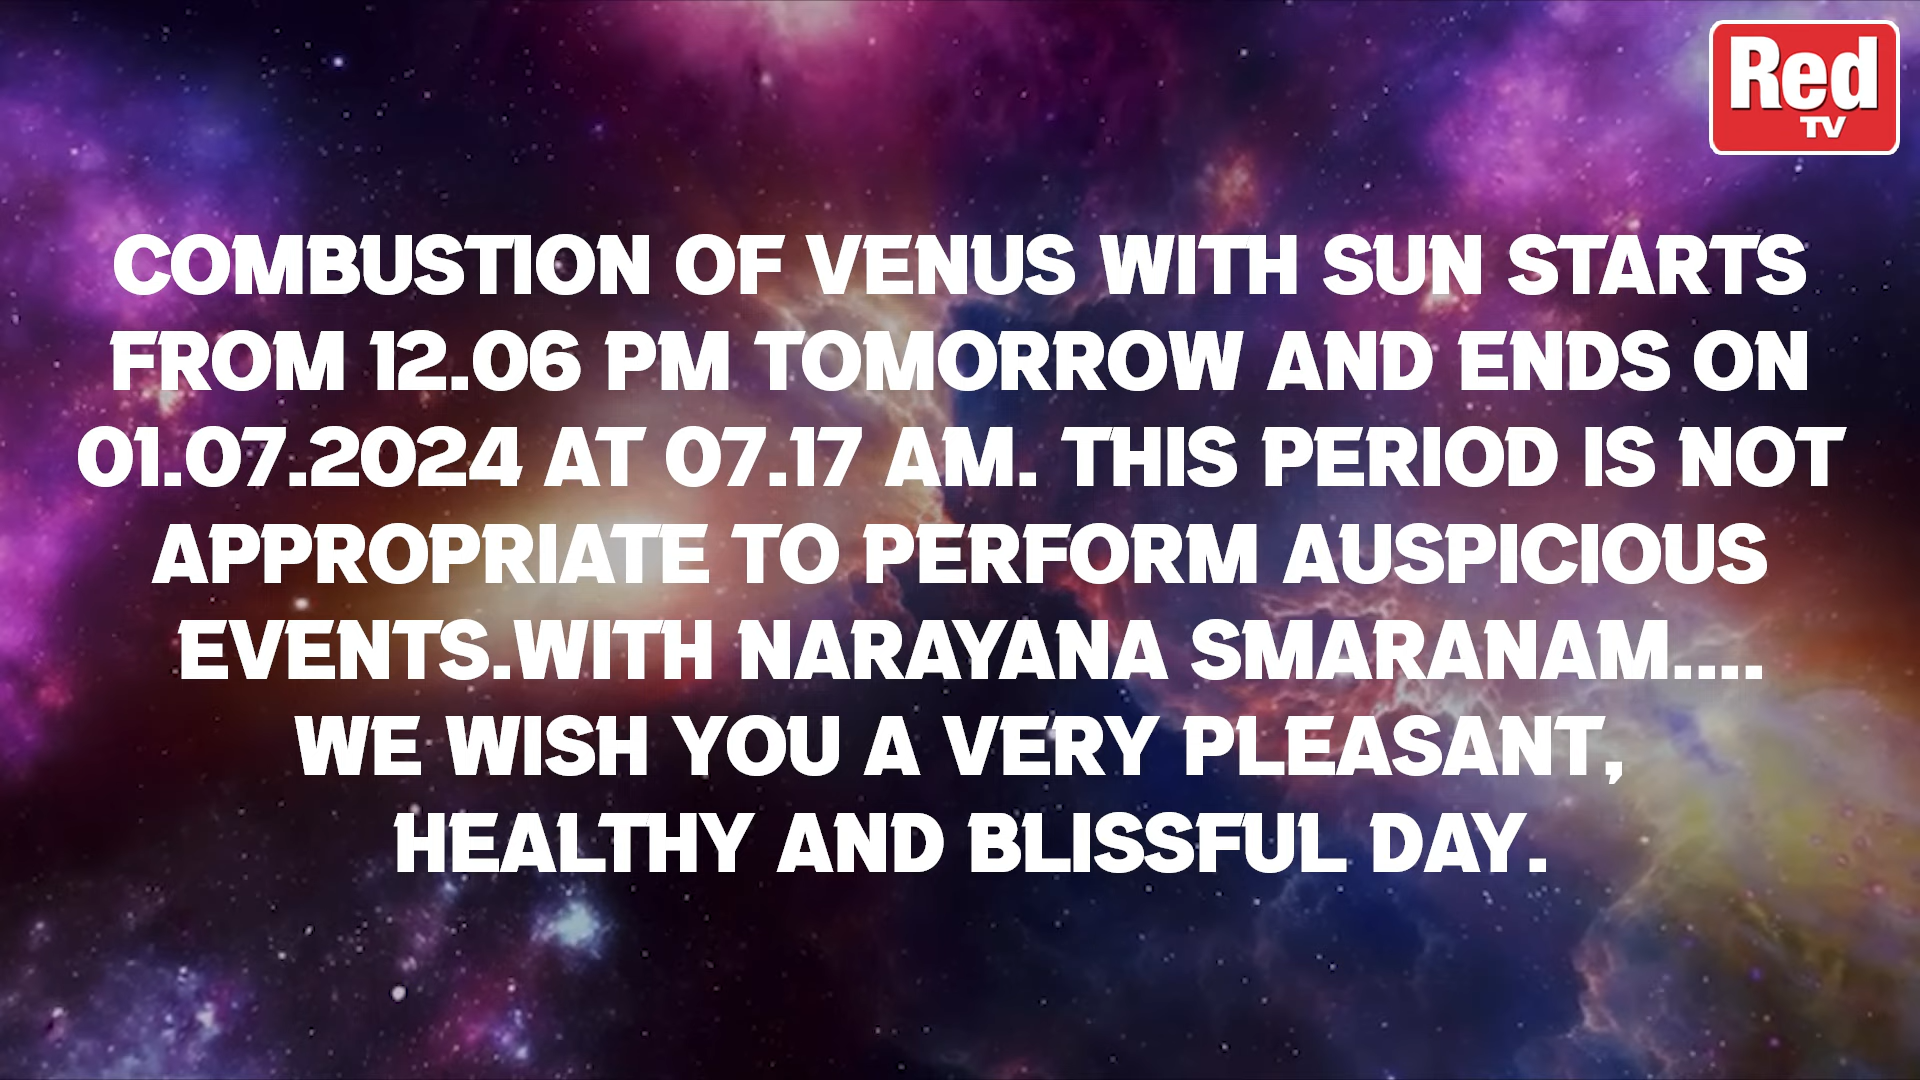 Red
TV
COMBUSTION OF VENUS WITH SUN STARTS
FROM 12.06 PM TOMORROW AND ENDS ON
01.07.2024 AT 07.17 AM. THIS PERIOD IS NOT
APPROPRIATE TO PERFORM AUSPICIOUS
EVENTS.WITH NARAYANA SMARANAM....
WE WISH YOU A VERY PLEASANT,
HEALTHY AND BLISSFUL DAY.